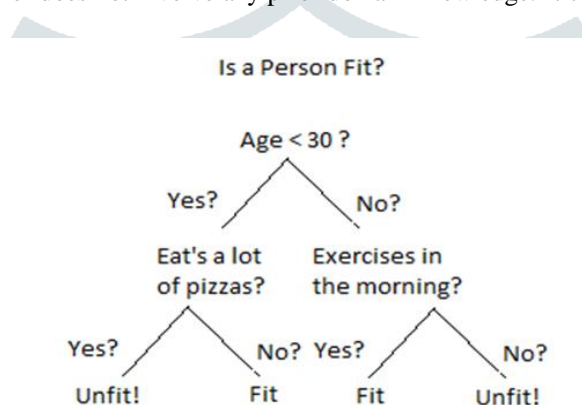 Is a Person Fit?
Age < 30 ?
Yes?
No?
Eat's a lot
of pizzas?
Exercises in
the morning?
Yes?
No?
Yes?
No?
Unfit!
Fit
Fit
Unfit!